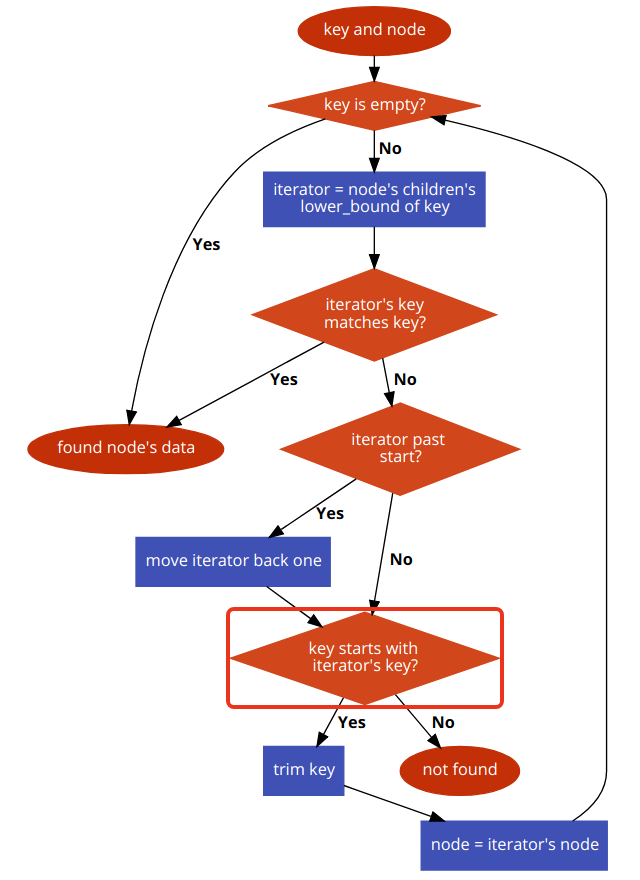 key and node
key is empty?
No
iterator = node's children's
lower_bound of key
Yes
iterator's key
matches key?
Yes
No
found node's data
iterator past
start?
Yes
move iterator back one
No
key starts with
iterator's key?
Yes
No
trim key
not found
node = iterator's node